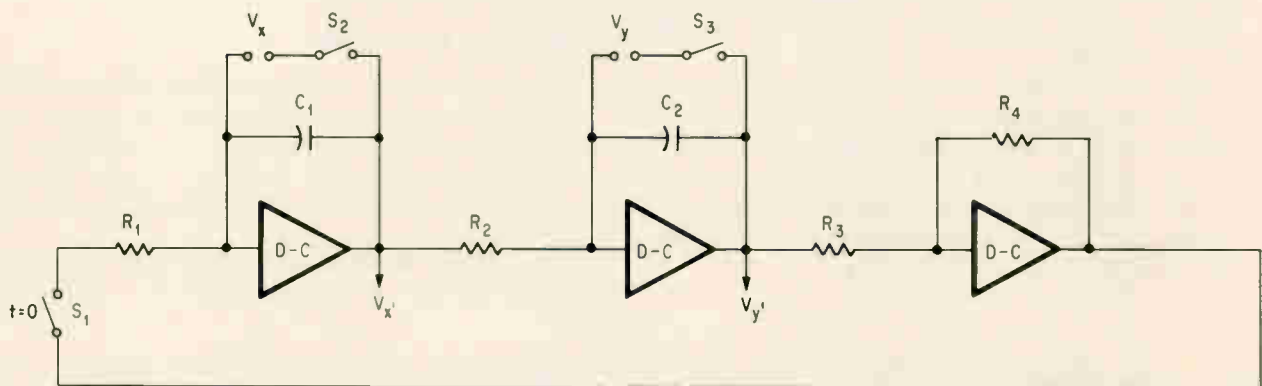 Vx S2
Vy S3
C1
C2
R4
R1
R2
R3
D-C
D-C
D-C
t=0 S1
Vx'
Vy'